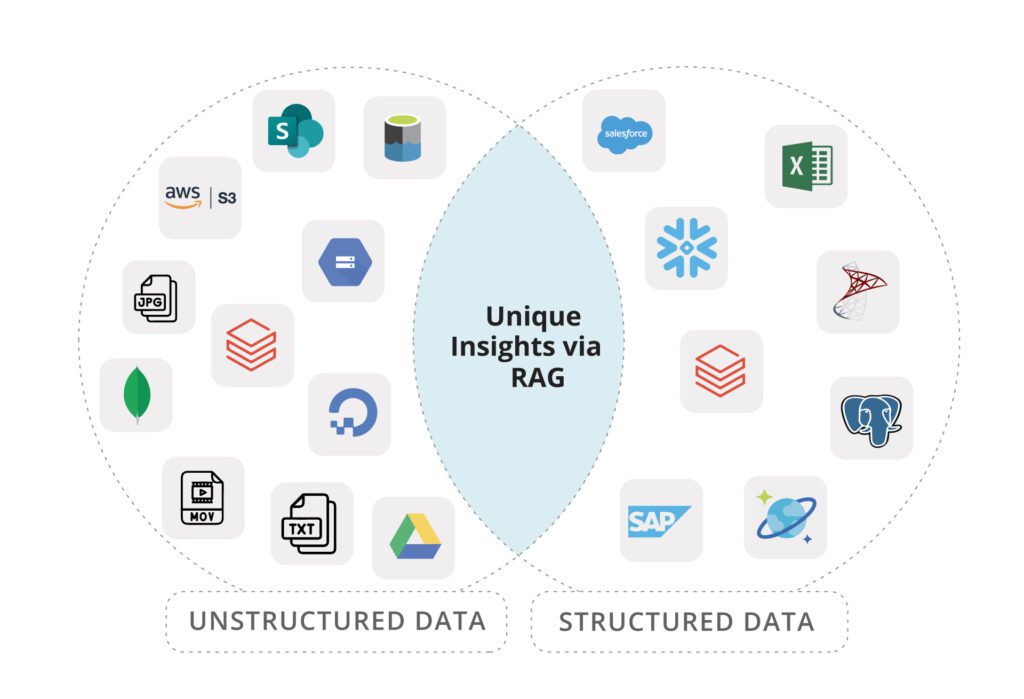 S
salesforce
X
aws | S3
JPG
Unique
Insights via
RAG
MOV
TXT
SAP
UNSTRUCTURED DATA
STRUCTURED DATA